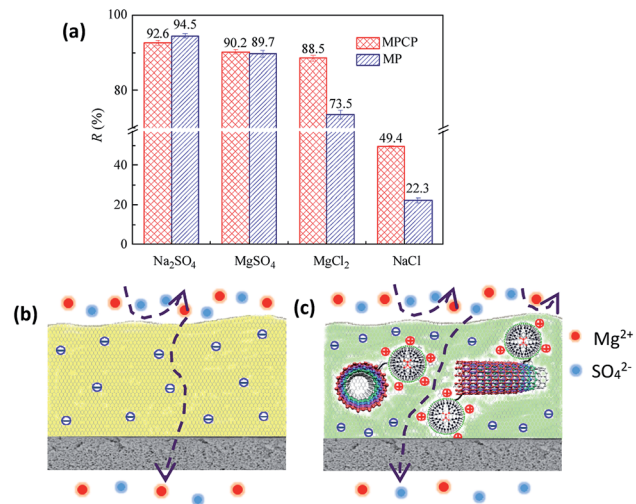 (a)
100
80
40
20
0
R (%)
92.6 94.5
90.2 89.7
88.5
73.5
49.4
22.3
MPCP
MP
Na₂SO₄ MgSO₄ MgCl₂ NaCl
(b)
(c)
Mg²⁺
SO₄²⁻